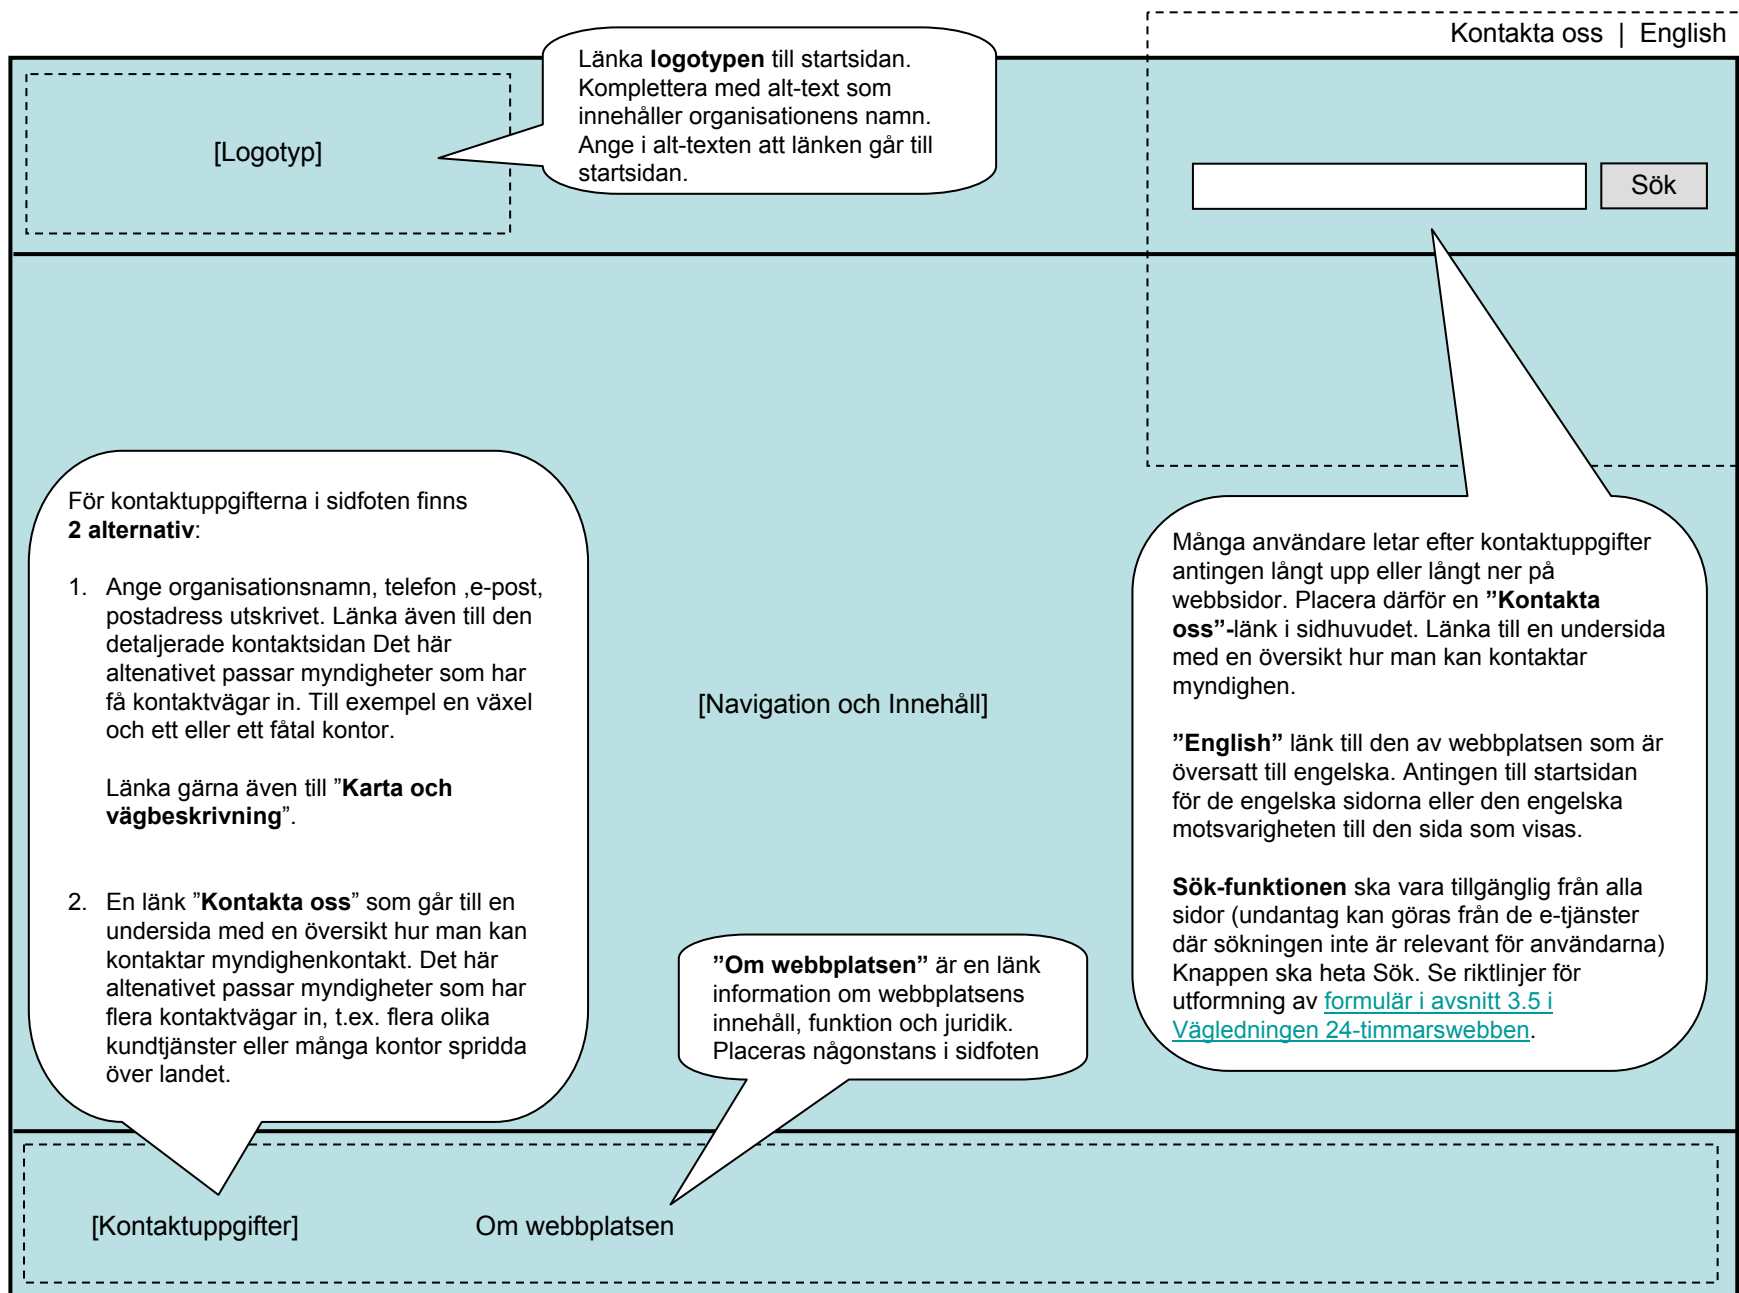 Kontakta oss | English
Länka logotypen till startsidan.
Komplettera med alt-text som
innehåller organisationens namn.
Ange i alt-texten att länken går till
startsidan.
[Logotyp]
Sök
För kontaktuppgifterna i sidfoten finns
2 alternativ:
1. Ange organisationsnamn, telefon ,e-post,
postadress utskrivet. Länka även till den
detaljerade kontaktsidan Det här
altenativet passar myndigheter som har
få kontaktvägar in. Till exempel en växel
och ett eller ett fåtal kontor.
Länka gärna även till ”Karta och
vägbeskrivning”.
2. En länk ”Kontakta oss” som går till en
undersida med en översikt hur man kan
kontaktar myndighenkontakt. Det här
altenativet passar myndigheter som har
flera kontaktvägar in, t.ex. flera olika
kundtjänster eller många kontor spridda
över landet.
[Navigation och Innehåll]
”Om webbplatsen” är en länk
information om webbplatsens
innehåll, funktion och juridik.
Placeras någonstans i sidfoten
Många användare letar efter kontaktuppgifter
antingen långt upp eller långt ner på
webbsidor. Placera därför en ”Kontakta
oss”-länk i sidhuvudet. Länka till en undersida
med en översikt hur man kan kontaktar
myndighen.
”English” länk till den av webbplatsen som är
översatt till engelska. Antingen till startsidan
för de engelska sidorna eller den engelska
motsvarigheten till den sida som visas.
Sök-funktionen ska vara tillgänglig från alla
sidor (undantag kan göras från de e-tjänster
där sökningen inte är relevant för användarna)
Knappen ska heta Sök. Se riktlinjer för
utformning av formulär i avsnitt 3.5 i
Vägledningen 24-timmarswebben.
[Kontaktuppgifter]
Om webbplatsen